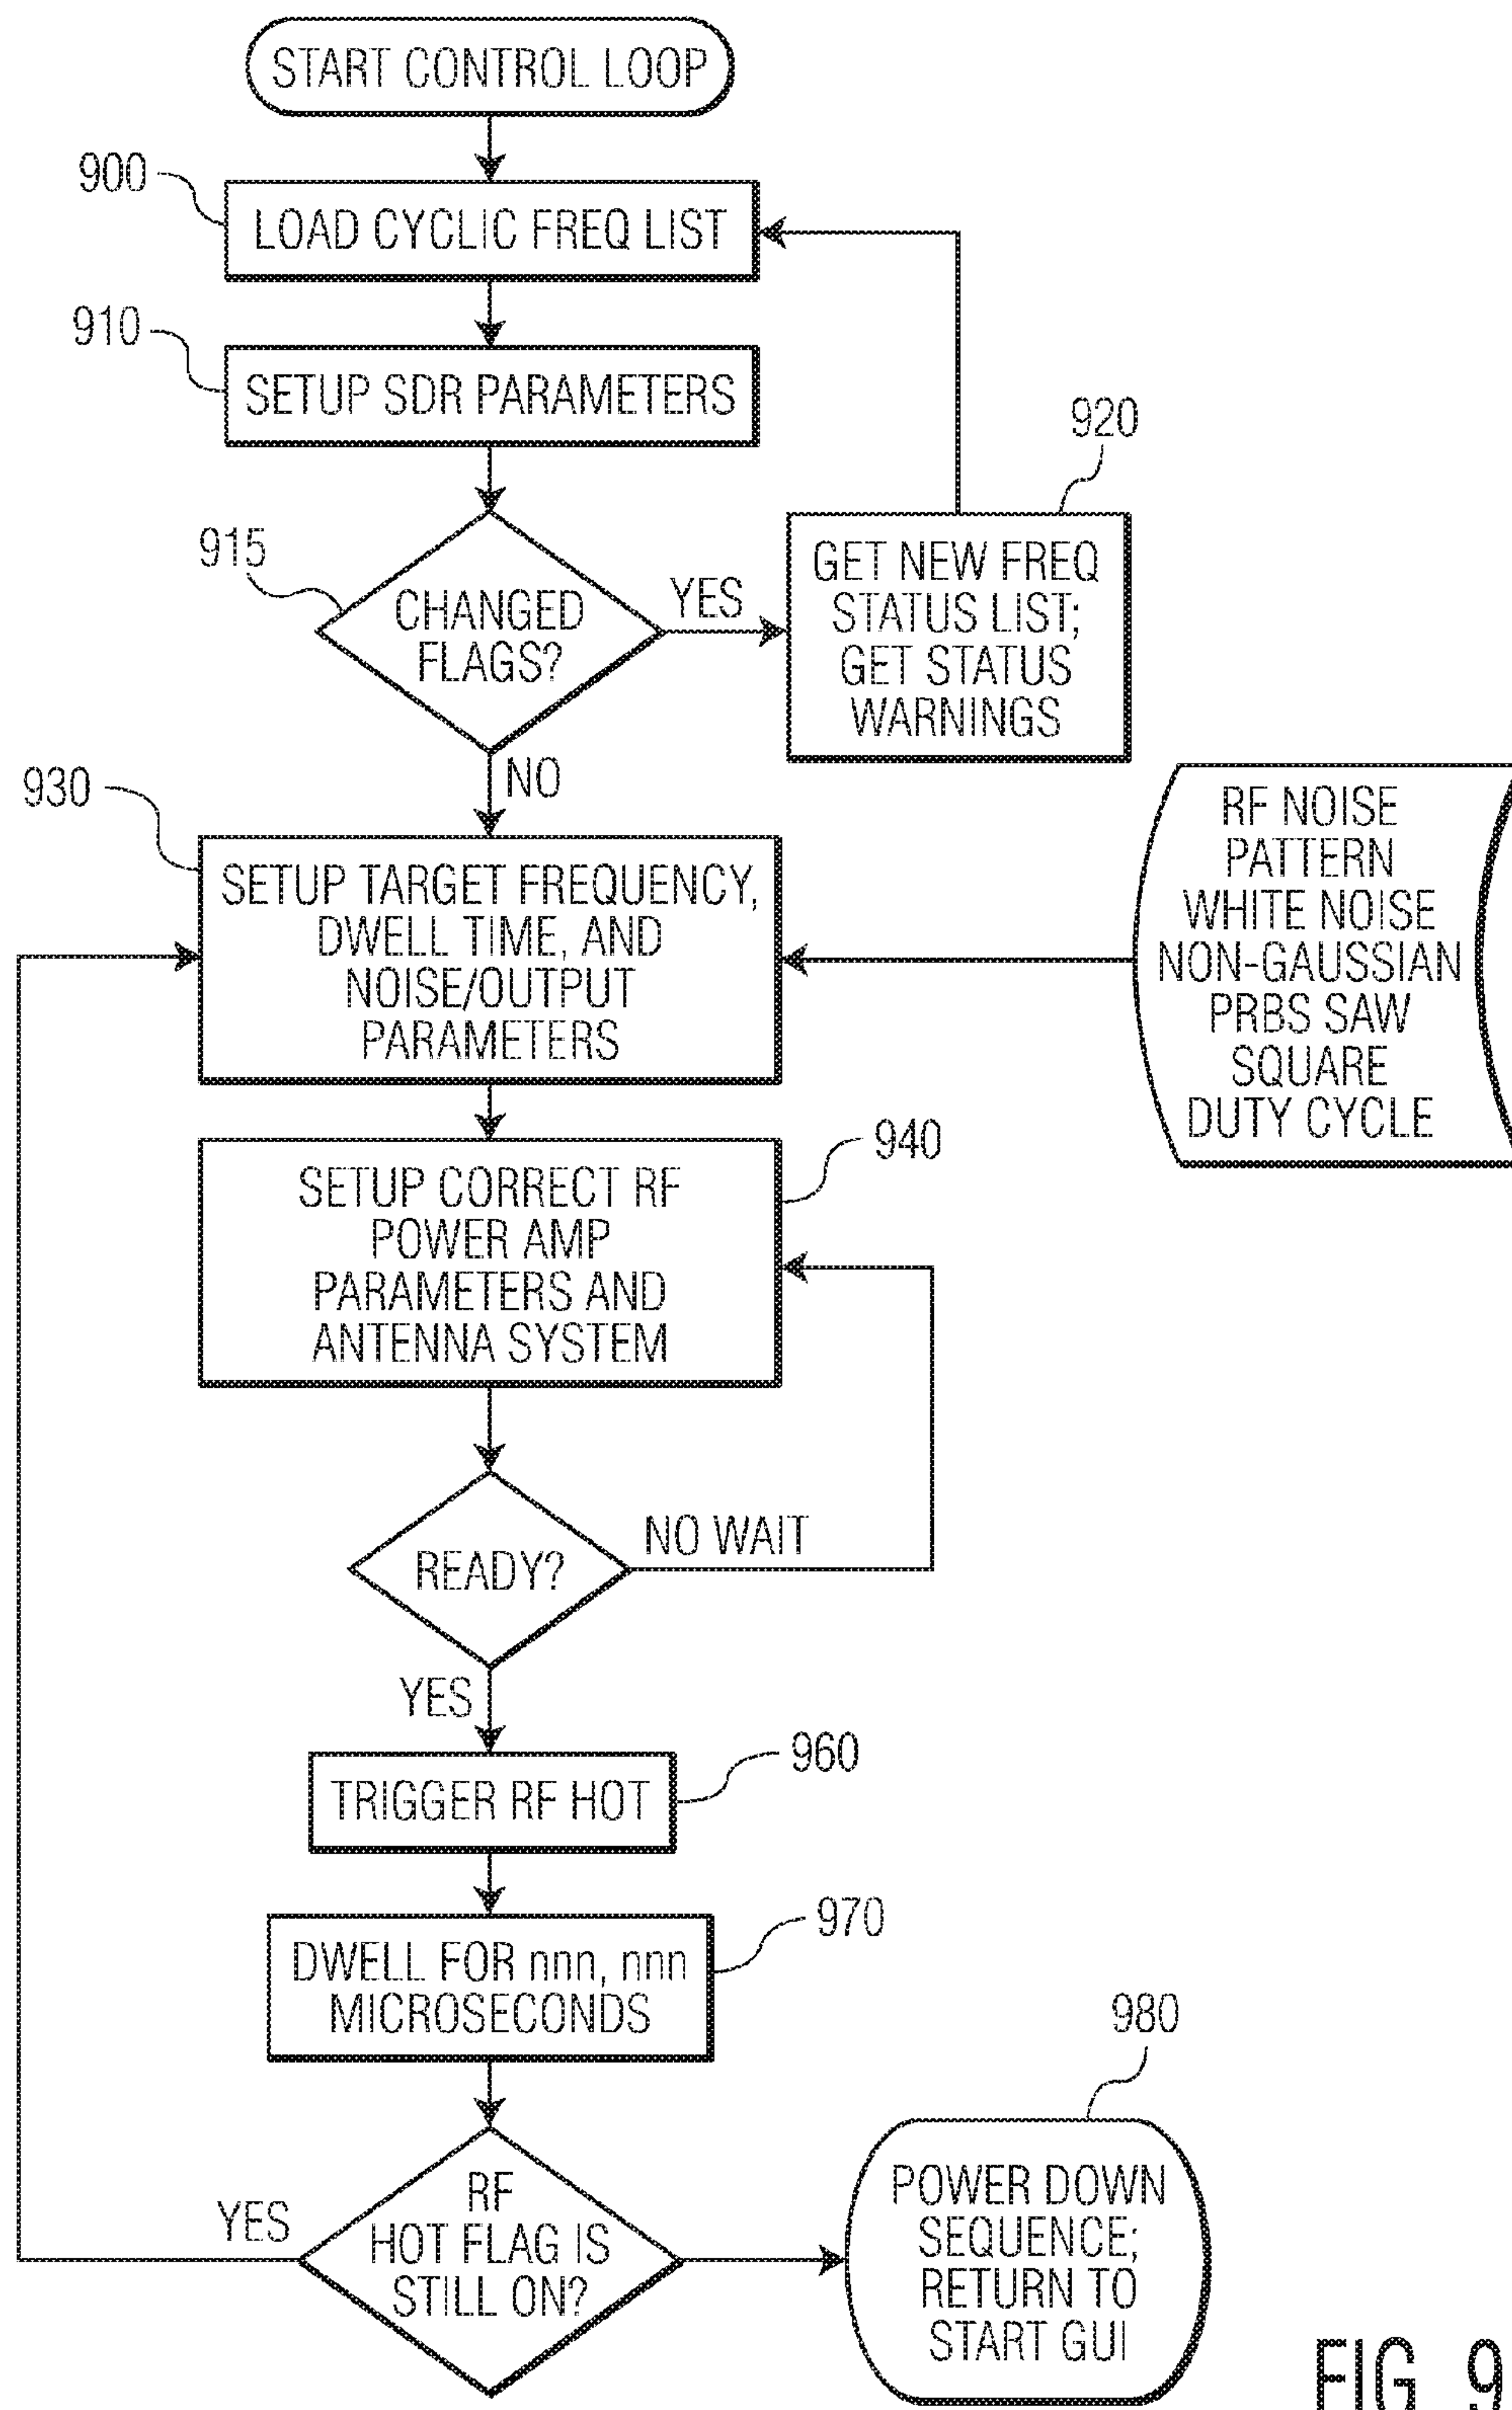 START CONTROL LOOP
900
LOAD CYCLIC FREQ LIST
910
SETUP SDR PARAMETERS
920
915
CHANGED
FLAGS?
YES
GET NEW FREQ
STATUS LIST;
GET STATUS
WARNINGS
NO
930
SETUP TARGET FREQUENCY,
DWELL TIME, AND
NOISE/OUTPUT
PARAMETERS
RF NOISE
PATTERN
WHITE NOISE
NON-GAUSSIAN
PRBS SAW
SQUARE
DUTY CYCLE
940
SETUP CORRECT RF
POWER AMP
PARAMETERS AND
ANTENNA SYSTEM
READY?
NO WAIT
YES
960
TRIGGER RF HOT
970
DWELL FOR nnn, nnn
MICROSECONDS
980
RF
HOT FLAG IS
STILL ON?
YES
POWER DOWN
SEQUENCE;
RETURN TO
START GUI
FIG. 9